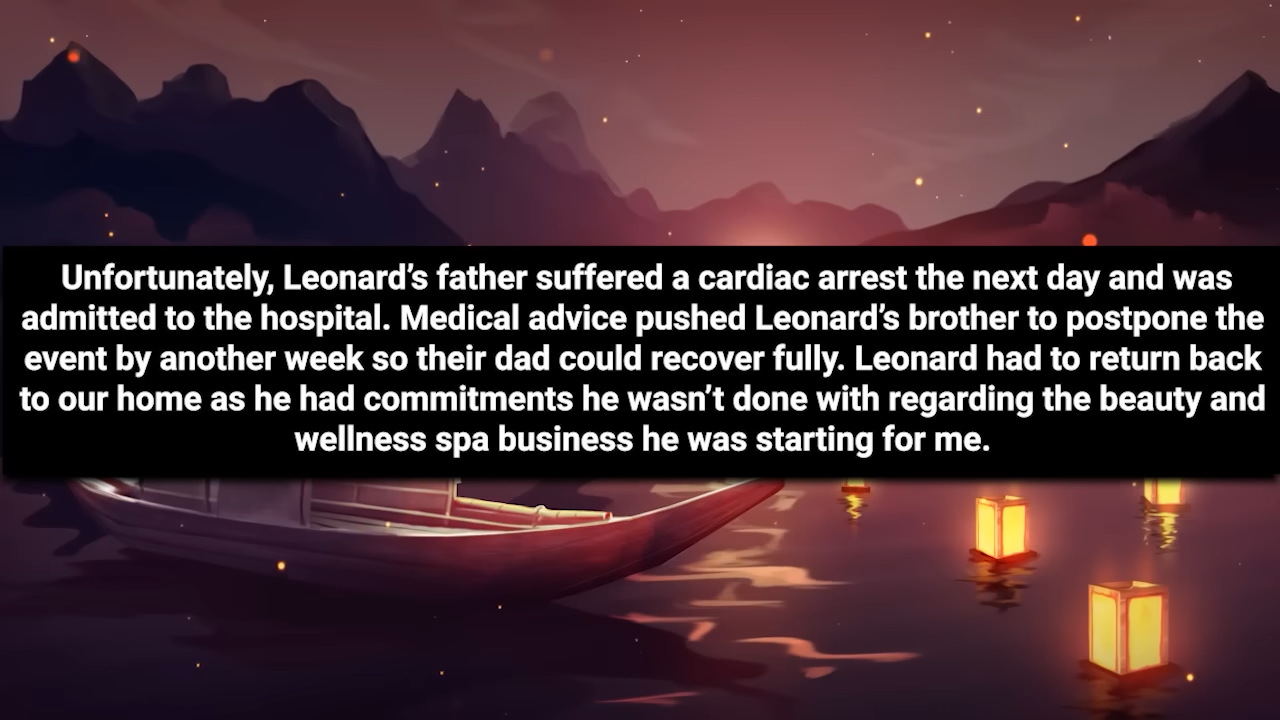 Unfortunately, Leonard’s father suffered a cardiac arrest the next day and was
admitted to the hospital. Medical advice pushed Leonard’s brother to postpone the
event by another week so their dad could recover fully. Leonard had to return back
to our home as he had commitments he wasn’t done with regarding the beauty and
wellness spa business he was starting for me.